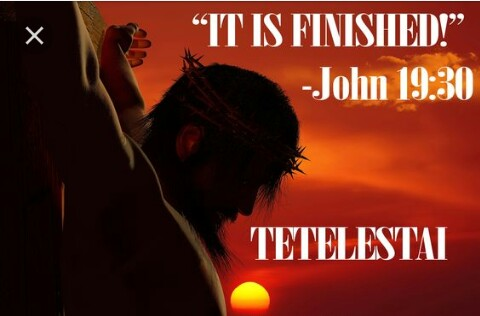 “IT IS FINISHED!”
-John 19:30
TETELESTAI